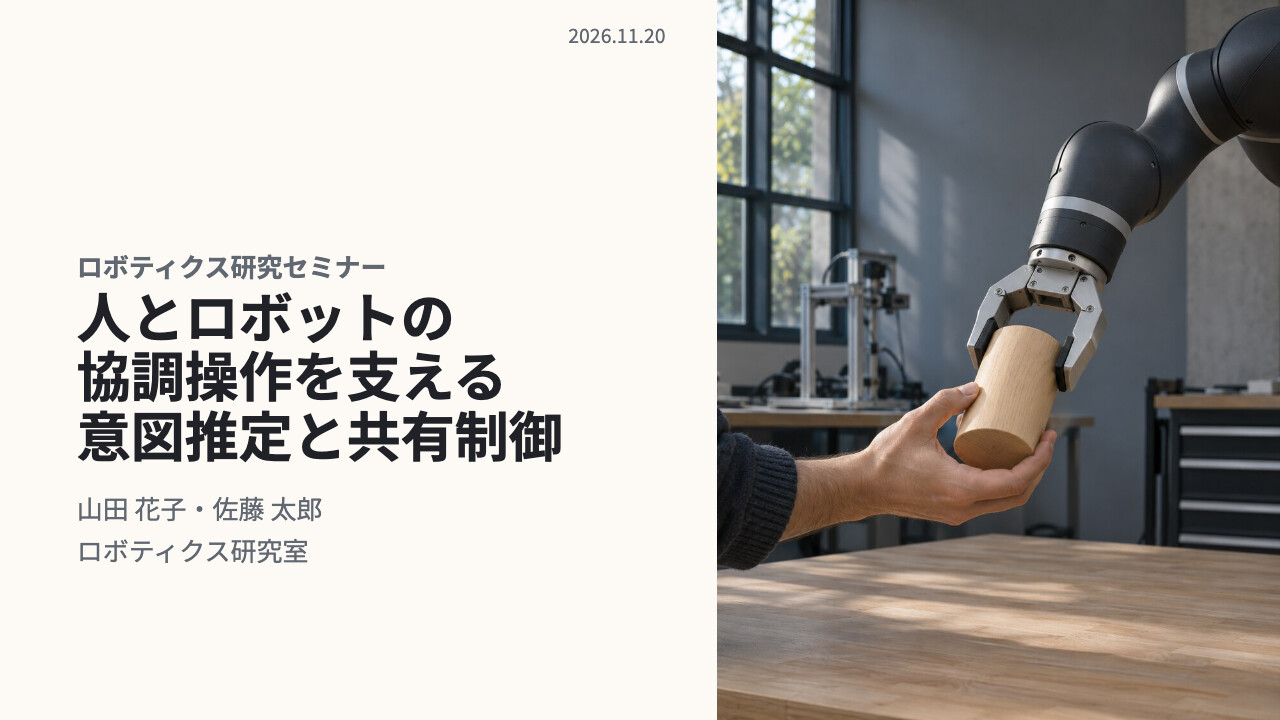 2026.11.20
ロボティクス研究セミナー
人とロボットの
協調操作を支える
意図推定と共有制御
山田 花子・佐藤 太郎
ロボティクス研究室